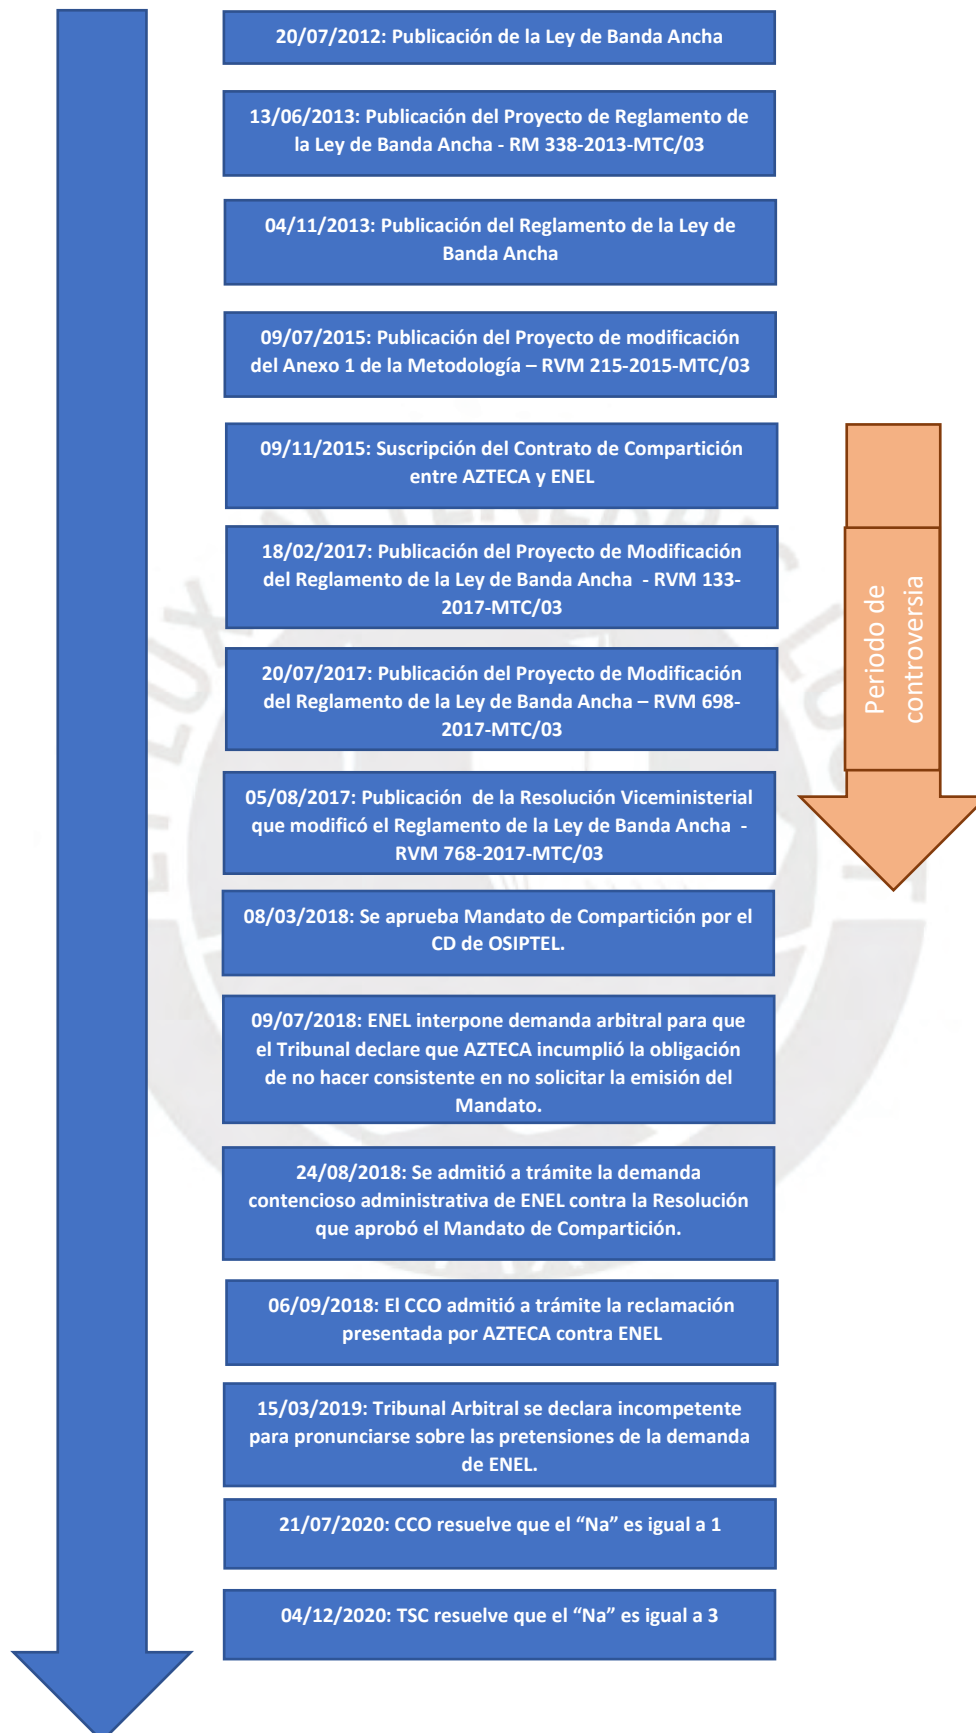 20/07/2012: Publicación de la Ley de Banda Ancha
13/06/2013: Publicación del Proyecto de Reglamento de
la Ley de Banda Ancha - RM 338-2013-MTC/03
04/11/2013: Publicación del Reglamento de la Ley de
Banda Ancha
09/07/2015: Publicación del Proyecto de modificación
del Anexo 1 de la Metodología – RVM 215-2015-MTC/03
09/11/2015: Suscripción del Contrato de Compartición
entre AZTECA y ENEL
18/02/2017: Publicación del Proyecto de Modificación
del Reglamento de la Ley de Banda Ancha - RVM 133-
2017-MTC/03
20/07/2017: Publicación del Proyecto de Modificación
del Reglamento de la Ley de Banda Ancha – RVM 698-
2017-MTC/03
05/08/2017: Publicación de la Resolución Viceministerial
que modificó el Reglamento de la Ley de Banda Ancha -
RVM 768-2017-MTC/03
Periodo de
controversia
08/03/2018: Se aprueba Mandato de Compartición por el
CD de OSIPTEL.
09/07/2018: ENEL interpone demanda arbitral para que
el Tribunal declare que AZTECA incumplió la obligación
de no hacer consistente en no solicitar la emisión del
Mandato.
24/08/2018: Se admitió a trámite la demanda
contencioso administrativa de ENEL contra la Resolución
que aprobó el Mandato de Compartición.
06/09/2018: El CCO admitió a trámite la reclamación
presentada por AZTECA contra ENEL
15/03/2019: Tribunal Arbitral se declara incompetente
para pronunciarse sobre las pretensiones de la demanda
de ENEL.
21/07/2020: CCO resuelve que el “Na” es igual a 1
04/12/2020: TSC resuelve que el “Na” es igual a 3